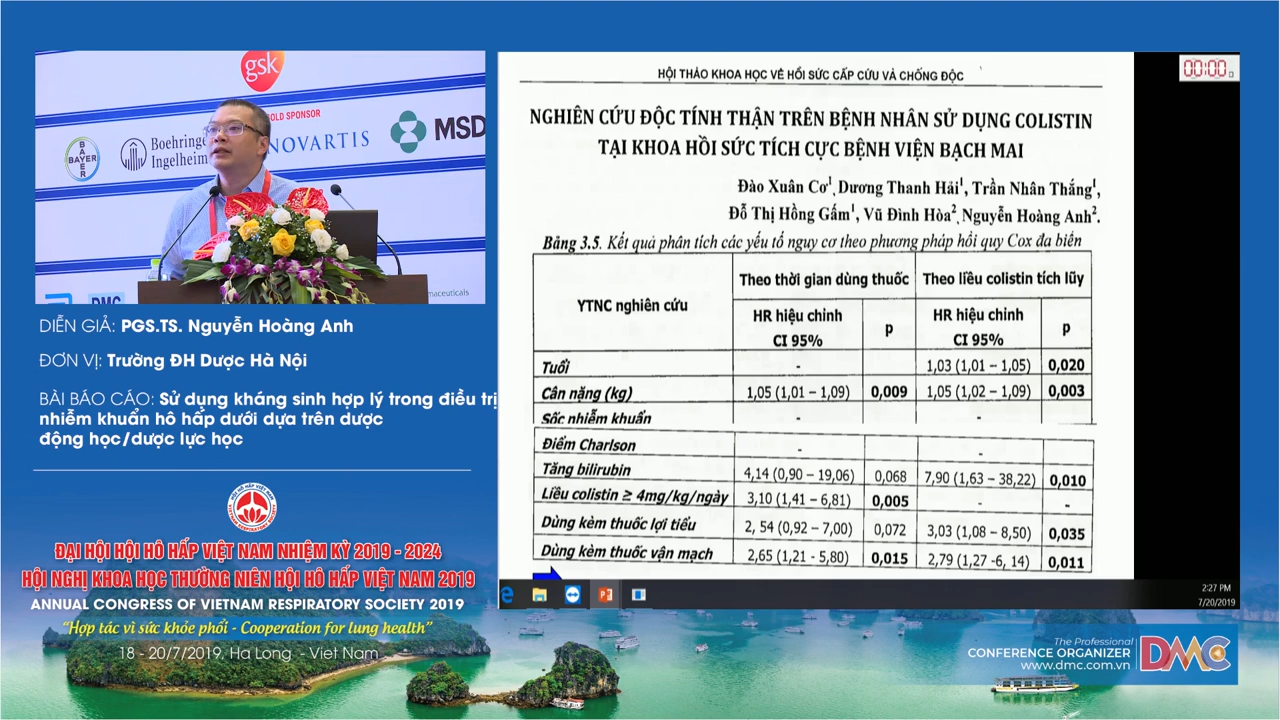 gsk
GOLD SPONSOR
BAYER
BAYER
Boehringer
Ingelheim
NOVARTIS
MSD
DMC
maceuticals
DIỄN GIẢ: PGS.TS. Nguyễn Hoàng Anh
ĐƠN VỊ: Trường ĐH Dược Hà Nội
BÀI BÁO CÁO: Sử dụng kháng sinh hợp lý trong điều trị
nhiễm khuẩn hô hấp dưới dựa trên dược
động học/dược lực học
HỘI HÔ HẤP VIỆT NAM
VIETNAM RESPIRATORY SOCIETY
ĐẠI HỘI HỘI HÔ HẤP VIỆT NAM NHIỆM KỲ 2019 - 2024
HỘI NGHỊ KHOA HỌC THƯỜNG NIÊN HỘI HÔ HẤP VIỆT NAM 2019
ANNUAL CONGRESS OF VIETNAM RESPIRATORY SOCIETY 2019
“Hợp tác vì sức khỏe phổi - Cooperation for lung health”
18 - 20/7/2019, Ha Long - Viet Nam
00:00
HỘI THẢO KHOA HỌC VỀ HỒI SỨC CẤP CỨU VÀ CHỐNG ĐỘC
NGHIÊN CỨU ĐỘC TÍNH THẬN TRÊN BỆNH NHÂN SỬ DỤNG COLISTIN
TẠI KHOA HỒI SỨC TÍCH CỰC BỆNH VIỆN BẠCH MAI
Đào Xuân Cơ¹, Dương Thanh Hải¹, Trần Nhân Thắng¹,
Đỗ Thị Hồng Gấm¹, Vũ Đình Hòa², Nguyễn Hoàng Anh².
Bảng 3.5. Kết quả phân tích các yếu tố nguy cơ theo phương pháp hồi quy Cox đa biến
YTNC nghiên cứu Theo thời gian dùng thuốc Theo liều colistin tích lũy
HR hiệu chỉnh CI 95% p HR hiệu chỉnh CI 95% p
Tuổi - 1,03 (1,01 – 1,05) 0,020
Cân nặng (kg) 1,05 (1,01 – 1,09) 0,009 1,05 (1,02 – 1,09) 0,003
Sốc nhiễm khuẩn - -
Điểm Charlson - -
Tăng bilirubin 4,14 (0,90 – 19,06) 0,068 7,90 (1,63 – 38,22) 0,010
Liều colistin ≥ 4mg/kg/ngày 3,10 (1,41 – 6,81) 0,005 - -
Dùng kèm thuốc lợi tiểu 2, 54 (0,92 – 7,00) 0,072 3,03 (1,08 – 8,50) 0,035
Dùng kèm thuốc vận mạch 2,65 (1,21 - 5,80) 0,015 2,79 (1,27 -6, 14) 0,011
2:27 PM
7/20/2019
The Professional
CONFERENCE ORGANIZER
www.dmc.com.vn
DMC